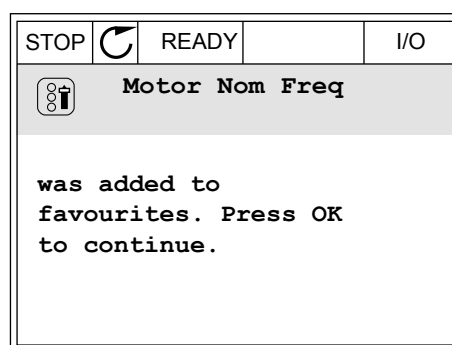 STOP READY I/O
Motor Nom Freq
was added to
favourites. Press OK
to continue.